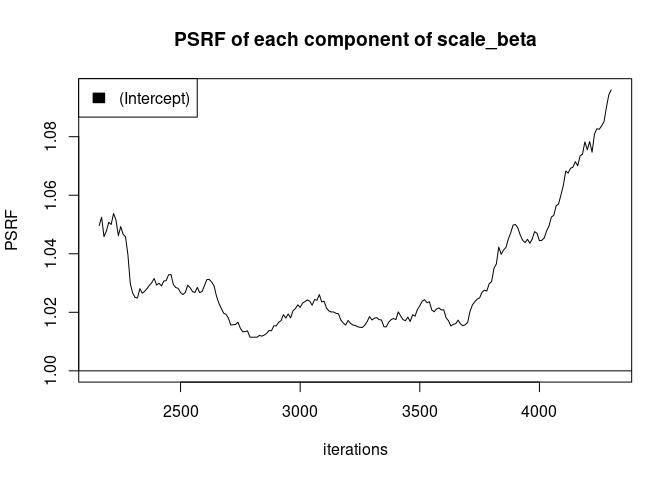 PSRF of each component of scale_beta
(Intercept)
PSRF
1.08
1.06
1.04
1.02
1.00
2500 3000 3500 4000
iterations